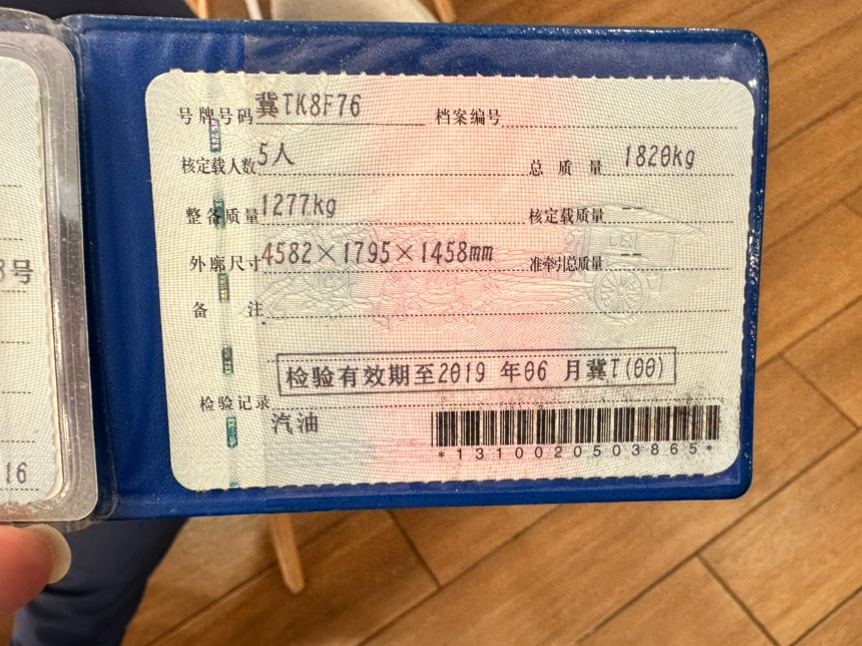 号牌号码 冀TK8F76 档案编号
核定载人数 5人 总质量 1820kg
整备质量 1277kg 核定载质量 --
外廓尺寸 4582×1795×1458mm 准牵引总质量 --
备注
检验有效期至2019 年06 月冀T(00)
检验记录
汽油
*1310020503865*
号
16